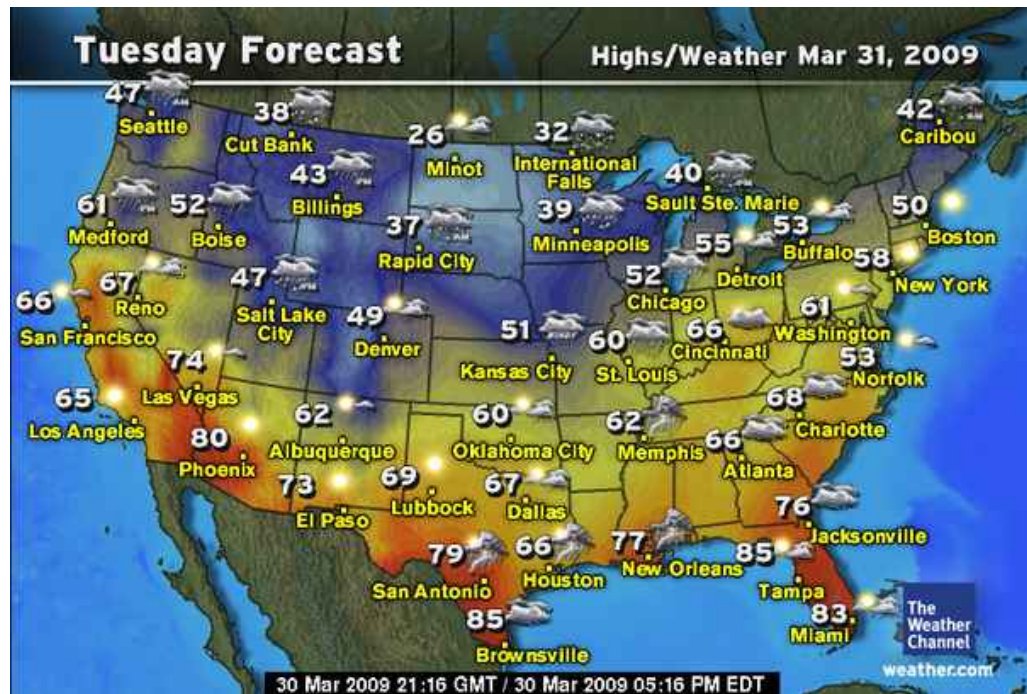 Tuesday Forecast
Highs/Weather Mar 31, 2009
47
Seattle
38
Cut Bank
26
Minot
32
International
Falls
42
Caribou
43
Billings
40
Sault Ste. Marie
61
Medford
52
Boise
37
Rapid City
39
Minneapolis
53
Buffalo
50
Boston
55
Detroit
58
New York
67
Reno
47
Salt Lake
City
52
Chicago
66
San Francisco
49
Denver
51
Kansas City
60
St. Louis
66
Cincinnati
61
Washington
53
Norfolk
74
Las Vegas
65
Los Angeles
80
Phoenix
62
Albuquerque
60
Oklahoma City
62
Memphis
68
Charlotte
66
Atlanta
73
El Paso
69
Lubbock
67
Dallas
76
Jacksonville
79
San Antonio
66
Houston
77
New Orleans
85
Tampa
85
Brownsville
83
Miami
The
Weather
Channel
weather.com
30 Mar 2009 21:16 GMT / 30 Mar 2009 05:16 PM EDT